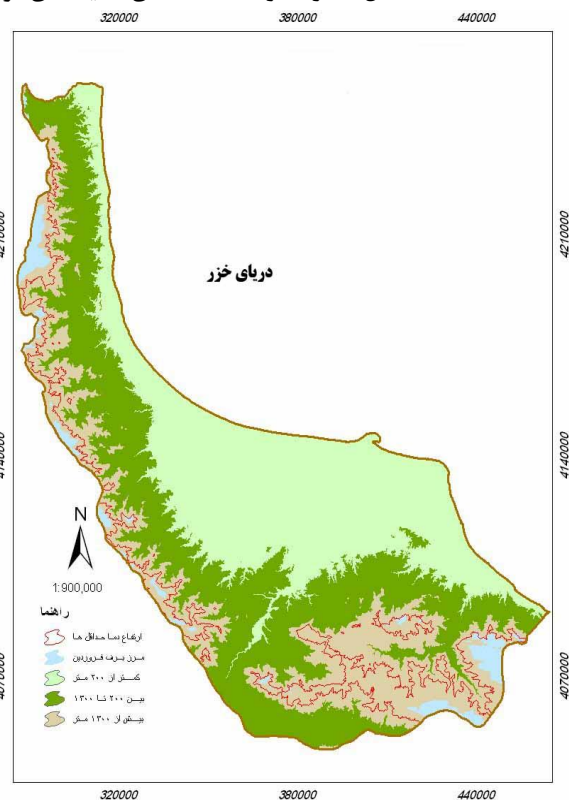 320000 380000 440000
4210000 4210000
دریای خزر
4140000 4140000
N
1:900,000
راهنما
ارتفاع دما حداقل ها
مرز برف فروردین
کمتر از ۲۰۰ متر
بین ۲۰۰ تا ۱۳۰۰
بیش از ۱۳۰۰ متر
4070000 4070000
320000 380000 440000